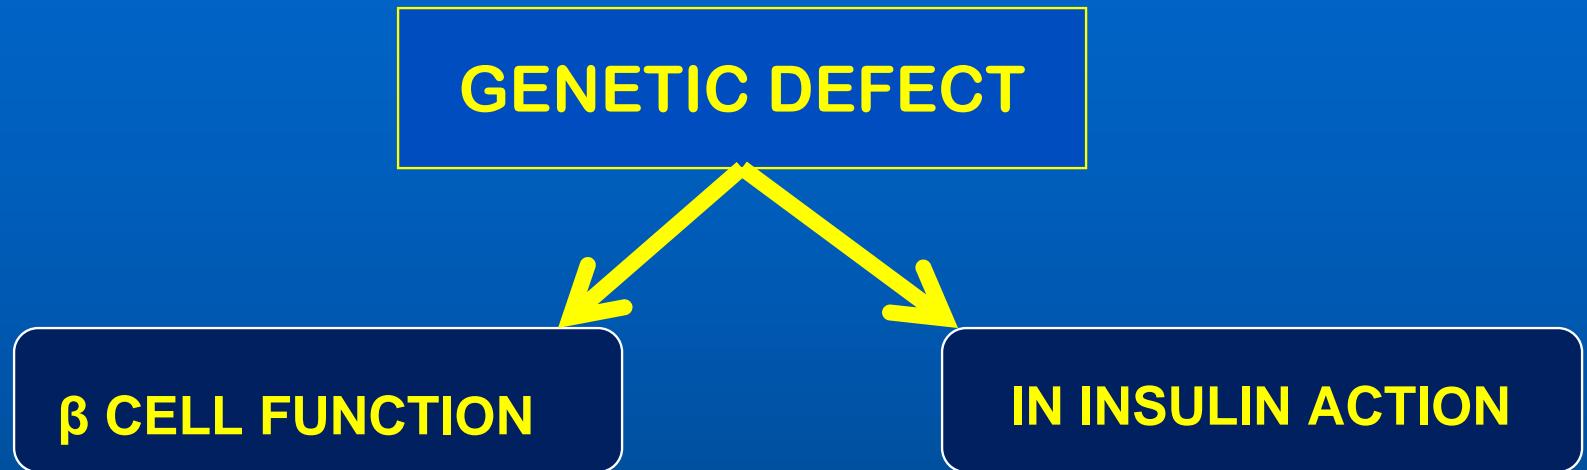 GENETIC DEFECT
β CELL FUNCTION
IN INSULIN ACTION